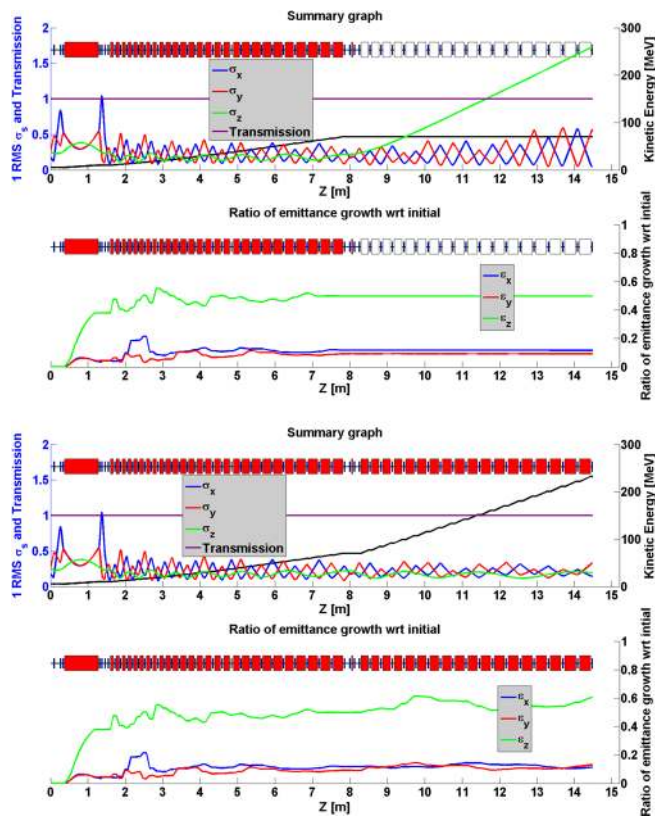 Summary graph
1 RMS σs and Transmission
2
1.5
1
0.5
0
σx
σy
σz
Transmission
300
250
200
150
100
50
0
Kinetic Energy [MeV]
0 1 2 3 4 5 6 7 8 9 10 11 12 13 14 15
Z [m]
Ratio of emittance growth wrt initial
εx
εy
εz
1
0.8
0.6
0.4
0.2
0
Ratio of emittance growth wrt intial
0 1 2 3 4 5 6 7 8 9 10 11 12 13 14 15
Z [m]
Summary graph
1 RMS σs and Transmission
2
1.5
1
0.5
0
σx
σy
σz
Transmission
300
250
200
150
100
50
0
Kinetic Energy [MeV]
0 1 2 3 4 5 6 7 8 9 10 11 12 13 14 15
Z [m]
Ratio of emittance growth wrt initial
εx
εy
εz
1
0.8
0.6
0.4
0.2
0
Ratio of emittance growth wrt intial
0 1 2 3 4 5 6 7 8 9 10 11 12 13 14 15
Z [m]